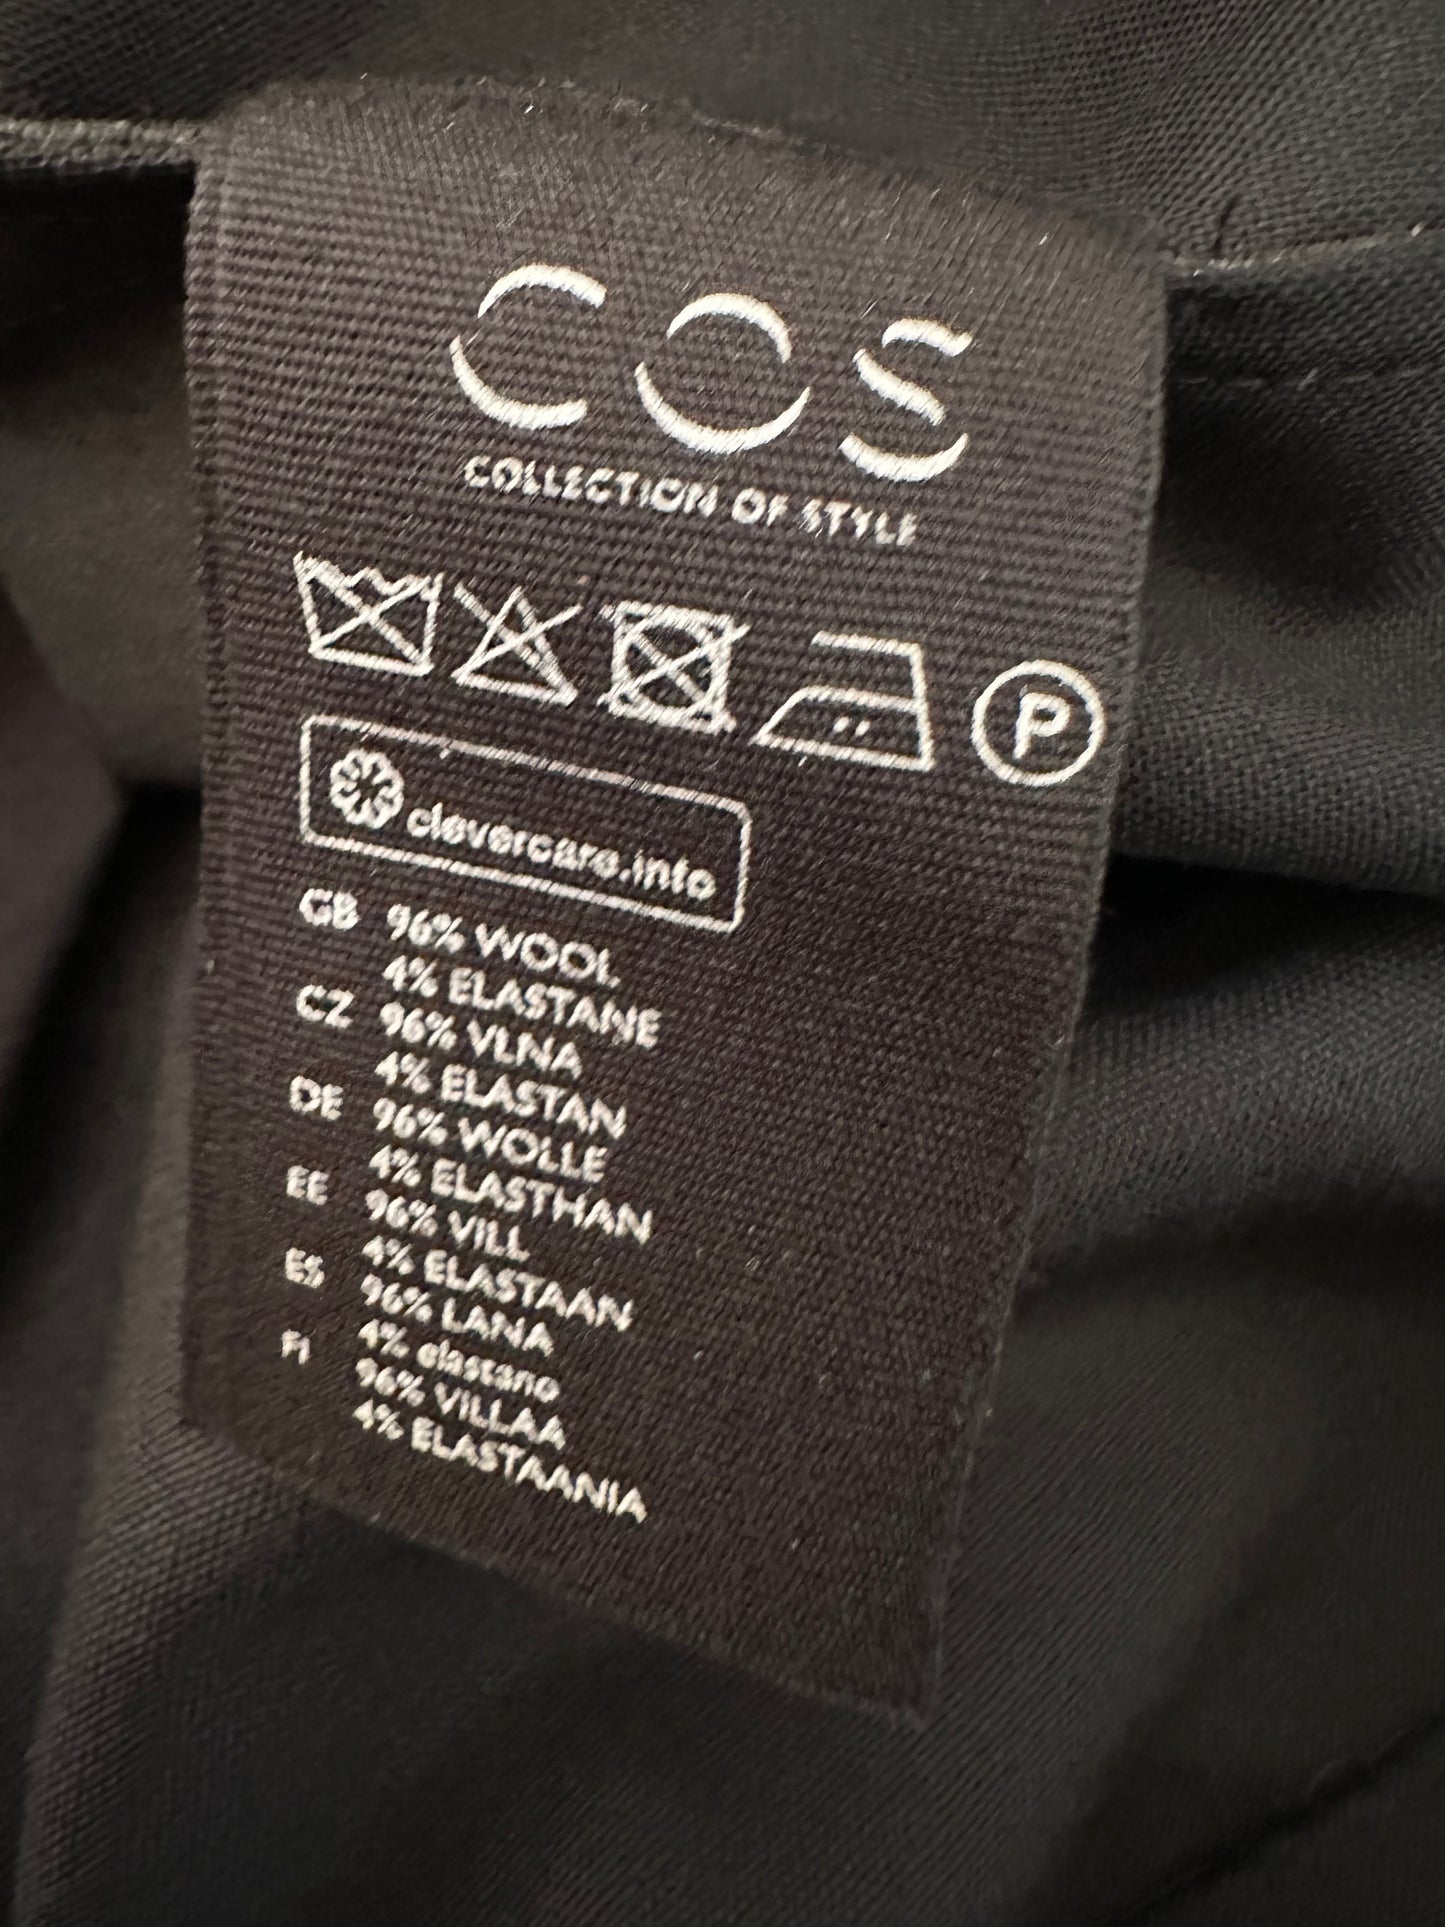 COS
COLLECTION OF STYLE
P
clevercare.info
GB 96% WOOL
4% ELASTANE
CZ 96% VLNA
4% ELASTAN
DE 96% WOLLE
4% ELASTHAN
EE 96% VILL
4% ELASTAAN
ES 96% LANA
4% elastano
FI 96% VILLAA
4% ELASTAANIA